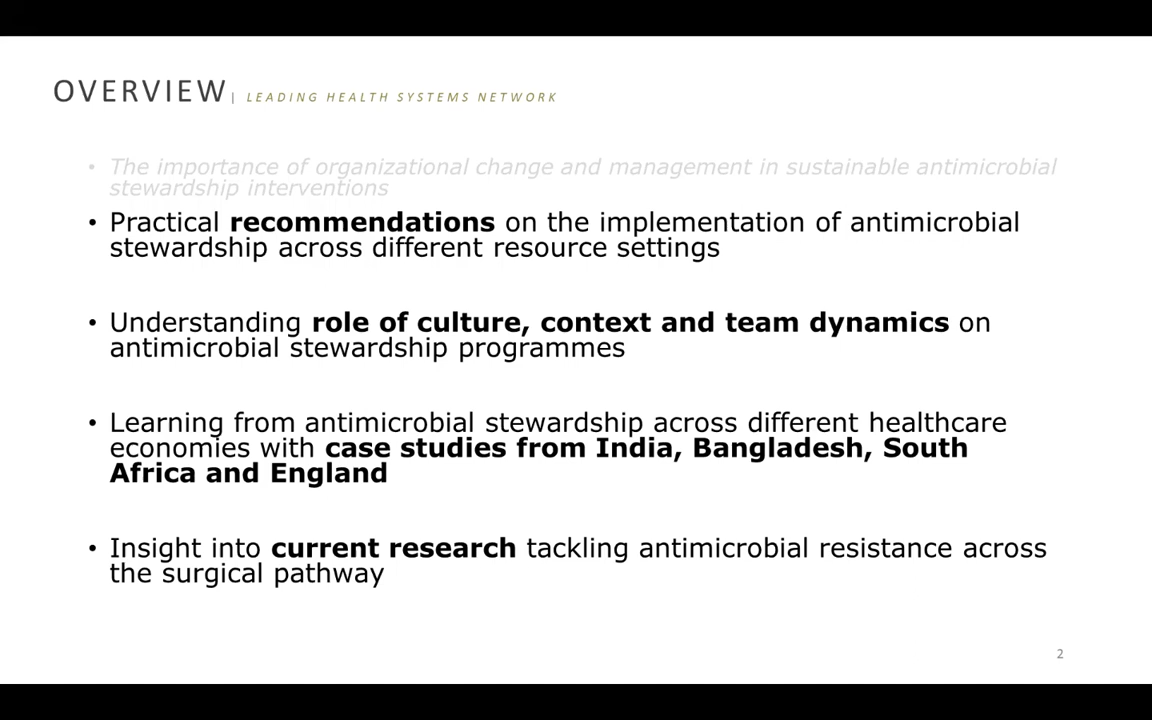 OVERVIEW| LEADING HEALTH SYSTEMS NETWORK
• The importance of organizational change and management in sustainable antimicrobial
stewardship interventions
• Practical recommendations on the implementation of antimicrobial
stewardship across different resource settings
• Understanding role of culture, context and team dynamics on
antimicrobial stewardship programmes
• Learning from antimicrobial stewardship across different healthcare
economies with case studies from India, Bangladesh, South
Africa and England
• Insight into current research tackling antimicrobial resistance across
the surgical pathway
2